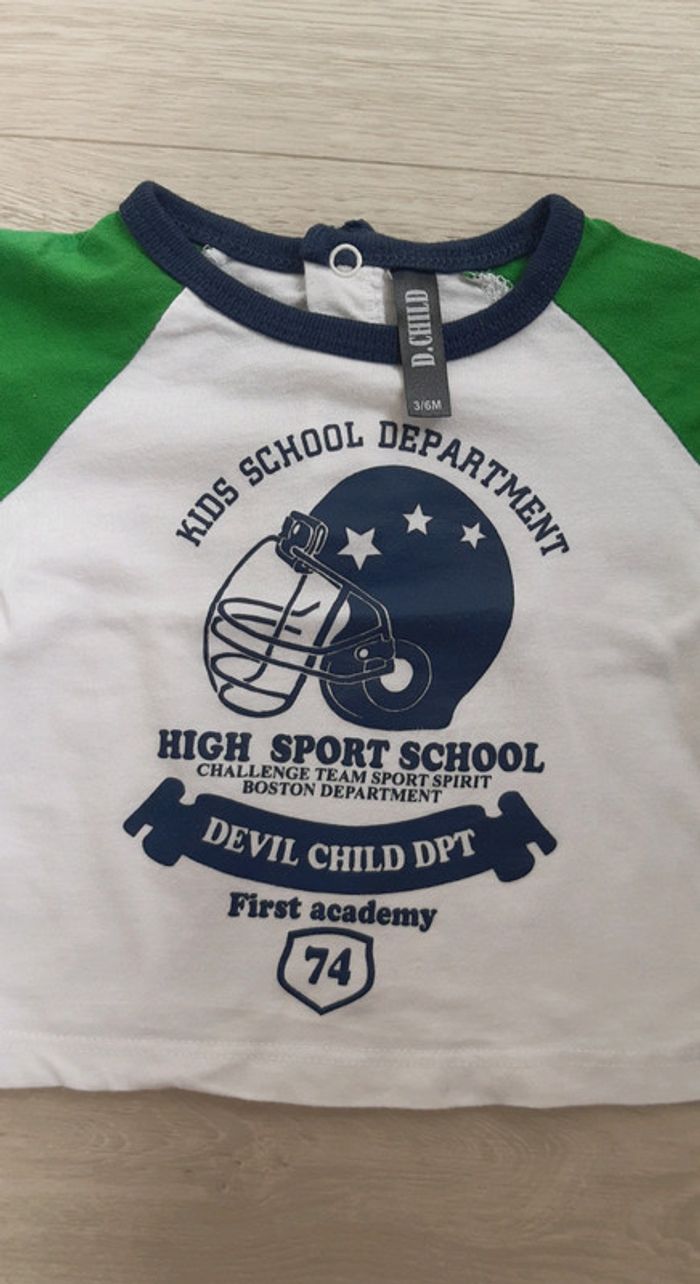 D.CHILD
3/6M
KIDS SCHOOL DEPARTMENT
HIGH SPORT SCHOOL
CHALLENGE TEAM SPORT SPIRIT
BOSTON DEPARTMENT
DEVIL CHILD DPT
First academy
74